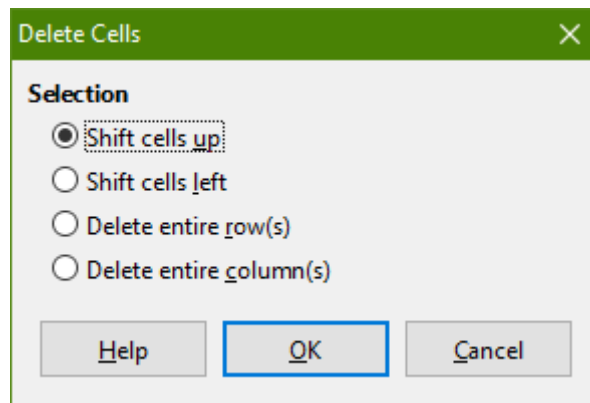 Delete Cells
Selection
Shift cells up
Shift cells left
Delete entire row(s)
Delete entire column(s)
Help OK Cancel